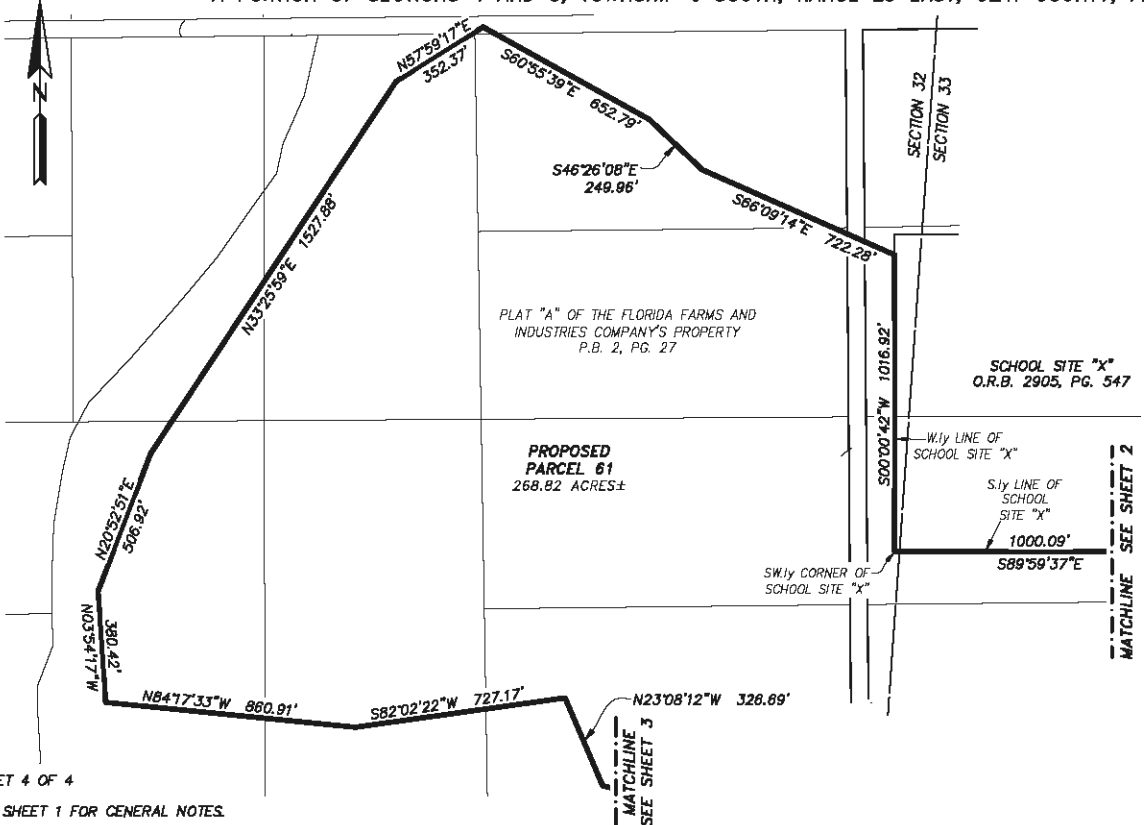 N
N57°59'17"E
352.37'
S60°55'39"E 652.79'
S46°26'08"E
249.96'
S66°09'14"E 722.28'
SECTION 32
SECTION 33
N33°25'59"E 1527.88'
PLAT "A" OF THE FLORIDA FARMS AND
INDUSTRIES COMPANY'S PROPERTY
P.B. 2, PG. 27
S00°00'42"W 1016.92'
SCHOOL SITE "X"
O.R.B. 2905, PG. 547
W.ly LINE OF
SCHOOL SITE "X"
PROPOSED
PARCEL 61
268.82 ACRES±
S.ly LINE OF
SCHOOL
SITE "X"
1000.09'
S89°59'37"E
MATCHLINE SEE SHEET 2
SW.ly CORNER OF
SCHOOL SITE "X"
N20°52'51"E
506.92'
380.42'
N03°54'17"W
N84°17'33"W 860.91'
S82°02'22"W 727.17'
N23°08'12"W 326.69'
MATCHLINE
SEE SHEET 3
4 OF 4
SHEET 1 FOR GENERAL NOTES.